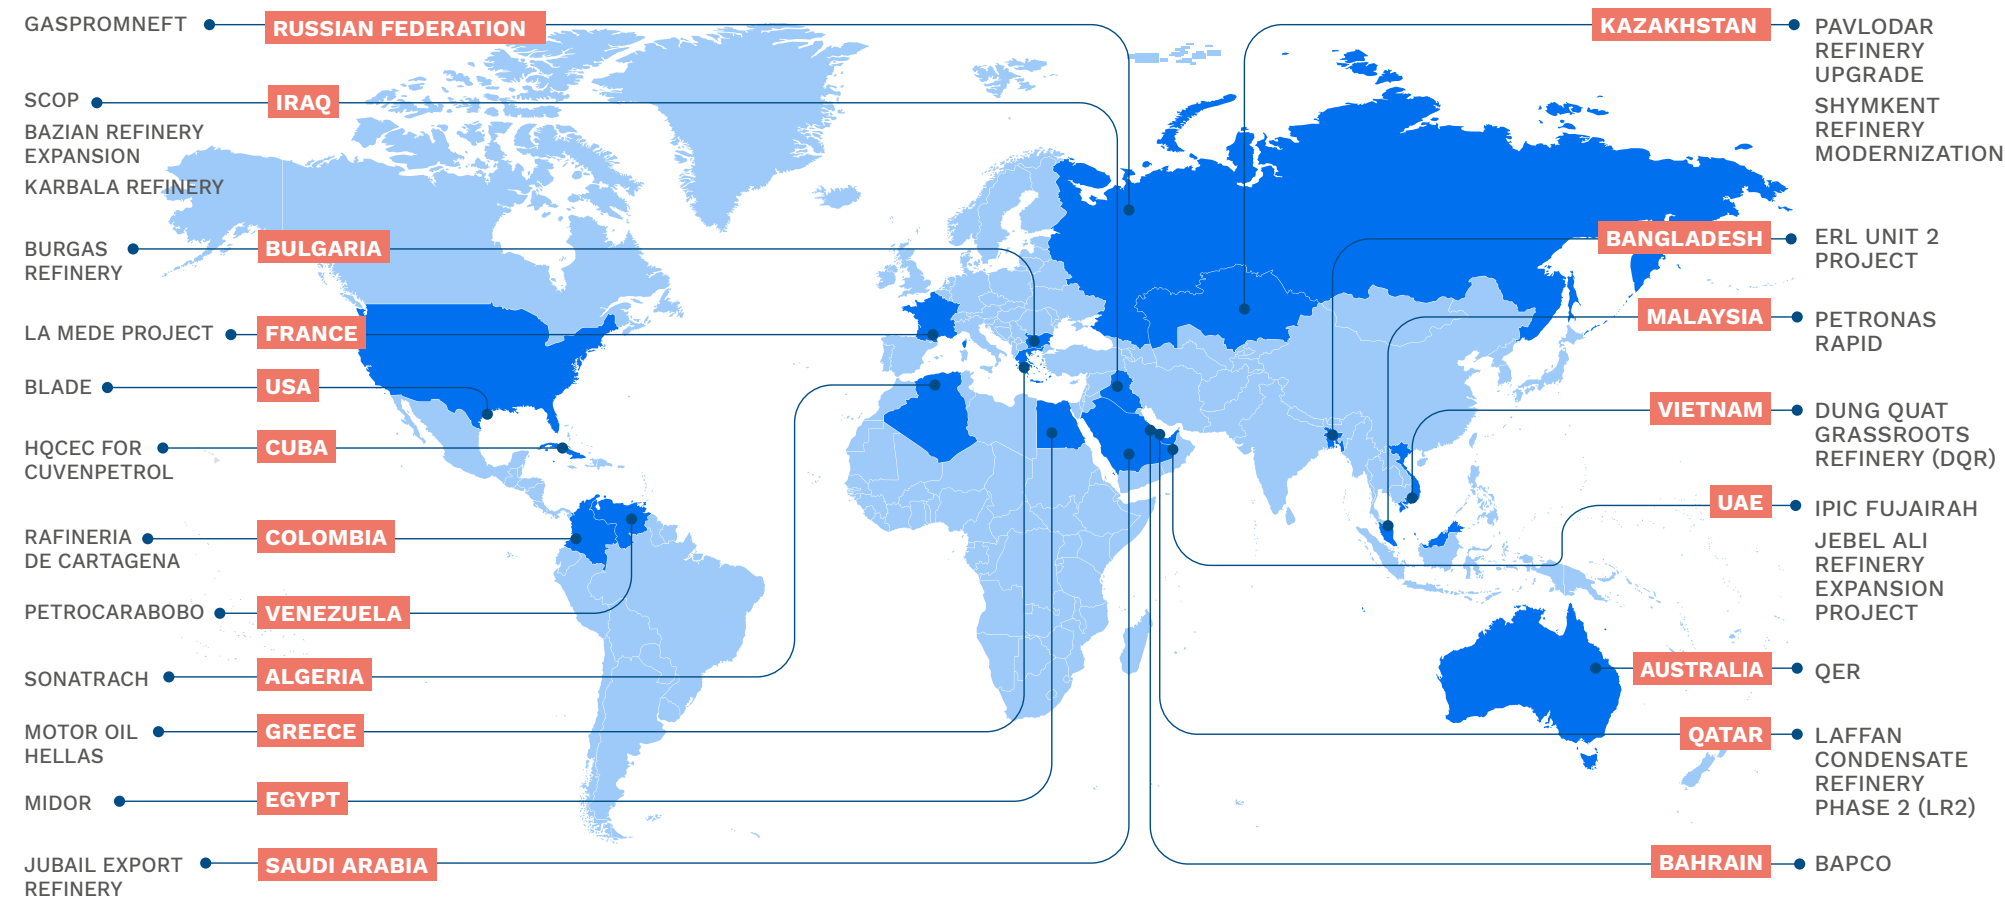 GASPROMNEFT
RUSSIAN FEDERATION
SCOP
IRAQ
BAZIAN REFINERY
EXPANSION
KARBALA REFINERY
BURGAS
REFINERY
BULGARIA
LA MEDE PROJECT
FRANCE
BLADE
USA
HQCEC FOR
CUVENPETROL
CUBA
RAFINERIA
DE CARTAGENA
COLOMBIA
PETROCARABOBO
VENEZUELA
SONATRACH
ALGERIA
MOTOR OIL
HELLAS
GREECE
MIDOR
EGYPT
JUBAIL EXPORT
REFINERY
SAUDI ARABIA
KAZAKHSTAN
PAVLODAR
REFINERY
UPGRADE
SHYMKENT
REFINERY
MODERNIZATION
BANGLADESH
ERL UNIT 2
PROJECT
MALAYSIA
PETRONAS
RAPID
VIETNAM
DUNG QUAT
GRASSROOTS
REFINERY (DQR)
UAE
IPIC FUJAIRAH
JEBEL ALI
REFINERY
EXPANSION
PROJECT
AUSTRALIA
QER
QATAR
LAFFAN
CONDENSATE
REFINERY
PHASE 2 (LR2)
BAHRAIN
BAPCO